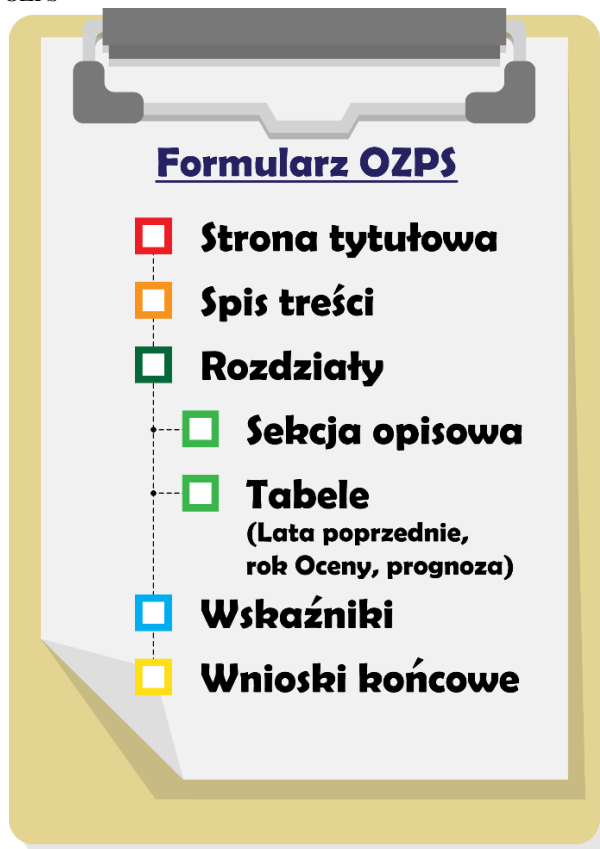 Formularz OZPS
Strona tytułowa
Spis treści
Rozdziały
Sekcja opisowa
Tabele
(Lata poprzednie,
rok Oceny, prognoza)
Wskaźniki
Wnioski końcowe